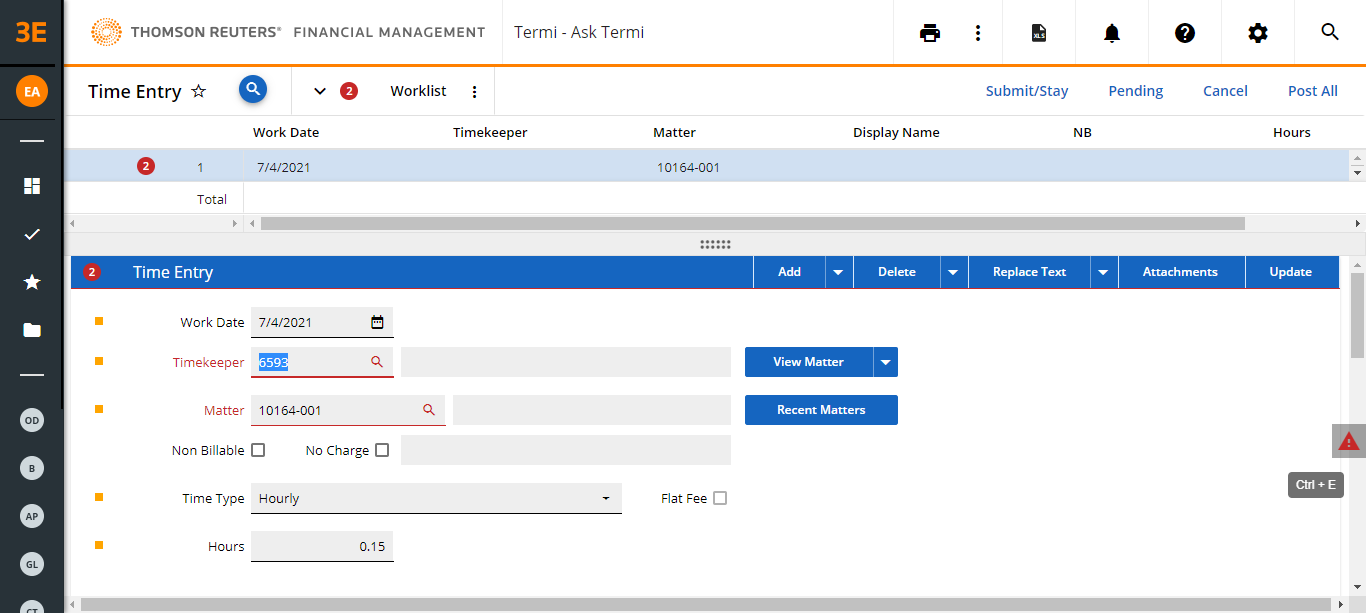 3E THOMSON REUTERS® FINANCIAL MANAGEMENT Termi - Ask Termi XLS
EA Time Entry 2 Worklist Submit/Stay Pending Cancel Post All
Work Date Timekeeper Matter Display Name NB Hours
2 1 7/4/2021 10164-001
Total
2 Time Entry Add Delete Replace Text Attachments Update
Work Date 7/4/2021
Timekeeper 6593 View Matter
Matter 10164-001 Recent Matters
Non Billable No Charge
Time Type Hourly Flat Fee
Hours 0.15
Ctrl + E
OD
B
AP
GL
CT